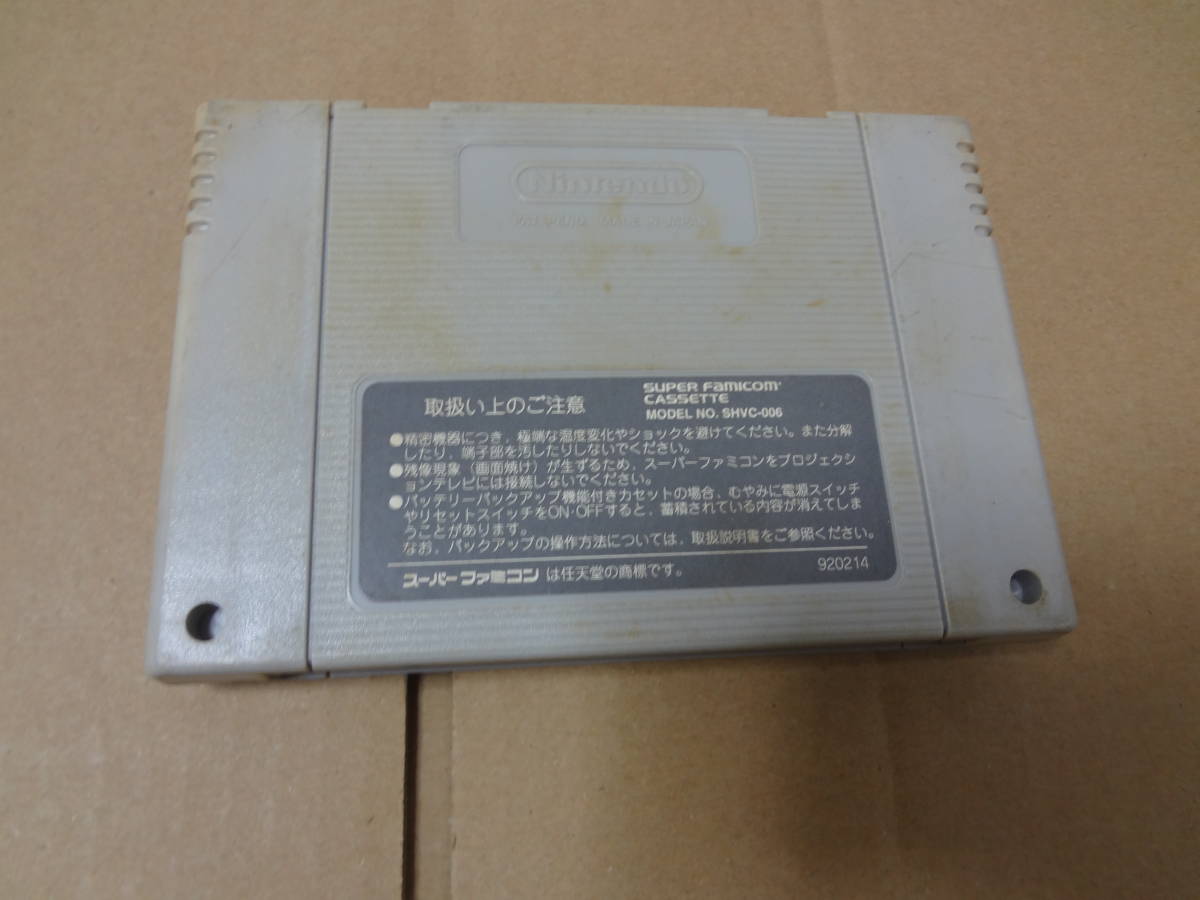 Nintendo
PAT.PEND. MADE IN JAPAN
取扱い上のご注意
SUPER FAMICOM
CASSETTE
MODEL NO. SHVC-006
●精密機器につき、極端な温度変化やショックを避けてください。また分解
したり、端子部を汚したりしないでください。
●残像現象(画面焼け)が生ずるため、スーパーファミコンをプロジェクシ
ョンテレビには接続しないでください。
●バッテリーバックアップ機能付きカセットの場合、むやみに電源スイッチ
やリセットスイッチをON・OFFすると、蓄積されている内容が消えてしま
うことがあります。
なお、バックアップの操作方法については、取扱説明書をご参照ください。
スーパーファミコン は任天堂の商標です。
920214